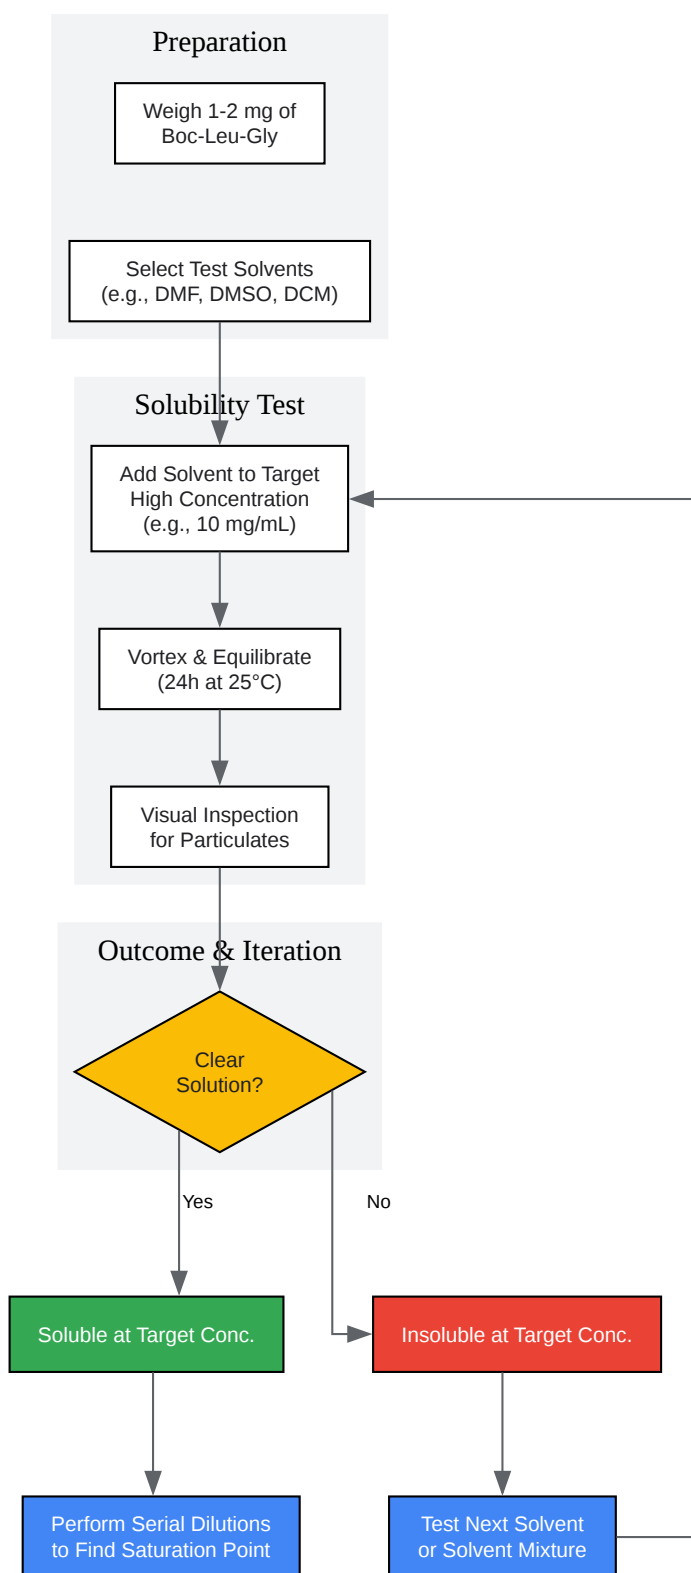 Preparation
Weigh 1-2 mg of
Boc-Leu-Gly
Select Test Solvents
(e.g., DMF, DMSO, DCM)
Solubility Test
Add Solvent to Target
High Concentration
(e.g., 10 mg/mL)
Vortex & Equilibrate
(24h at 25°C)
Visual Inspection
for Particulates
Outcome & Iteration
Clear
Solution?
Yes
No
Soluble at Target Conc.
Insoluble at Target Conc.
Perform Serial Dilutions
to Find Saturation Point
Test Next Solvent
or Solvent Mixture